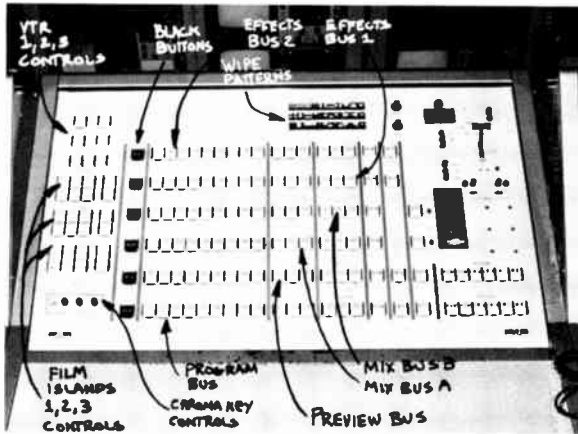 VTR
1,2,3
CONTROLS
BLACK
BUTTONS
EFFECTS
BUS 2
EFFECTS
BUS 1
WIPE
PATTERNS
FILM
ISLANDS
1,2,3
CONTROLS
PROGRAM
BUS
CHROMA KEY
CONTROLS
PREVIEW BUS
MIX BUS B
MIX BUS A